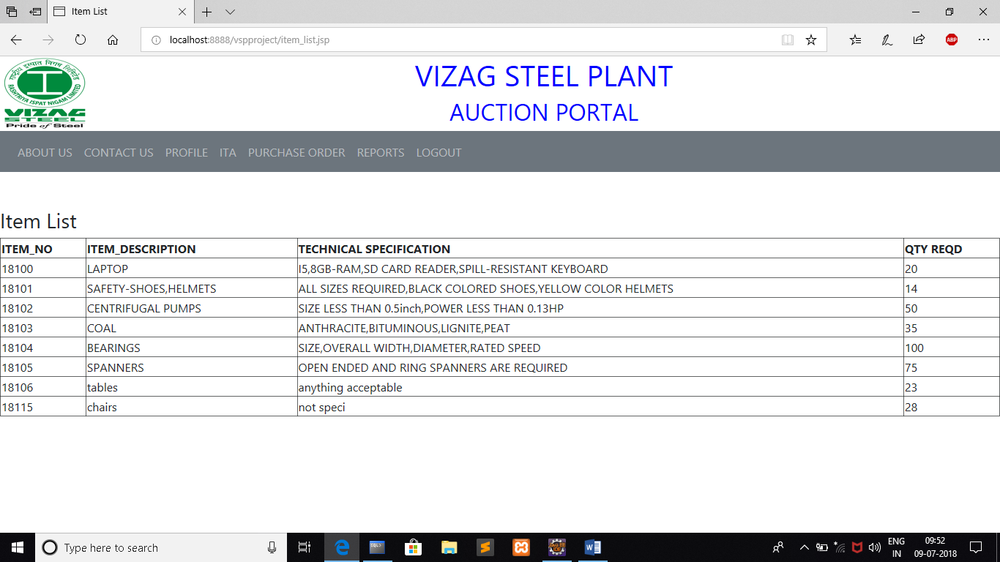 Item List
localhost:8888/vspproject/item_list.jsp
ABP
राष्ट्रीय इस्पात निगम लिमिटेड
RASHTRIYA ISPAT NIGAM LIMITED
VIZAG
STEEL
Pride of Steel
VIZAG STEEL PLANT
AUCTION PORTAL
ABOUT US CONTACT US PROFILE ITA PURCHASE ORDER REPORTS LOGOUT
Item List
ITEM_NO ITEM_DESCRIPTION TECHNICAL SPECIFICATION QTY REQD
18100 LAPTOP I5,8GB-RAM,SD CARD READER,SPILL-RESISTANT KEYBOARD 20
18101 SAFETY-SHOES,HELMETS ALL SIZES REQUIRED,BLACK COLORED SHOES,YELLOW COLOR HELMETS 14
18102 CENTRIFUGAL PUMPS SIZE LESS THAN 0.5inch,POWER LESS THAN 0.13HP 50
18103 COAL ANTHRACITE,BITUMINOUS,LIGNITE,PEAT 35
18104 BEARINGS SIZE,OVERALL WIDTH,DIAMETER,RATED SPEED 100
18105 SPANNERS OPEN ENDED AND RING SPANNERS ARE REQUIRED 75
18106 tables anything acceptable 23
18115 chairs not speci 28
Type here to search
SQL>
Java EE
IDE
ENG
IN
09:52
09-07-2018